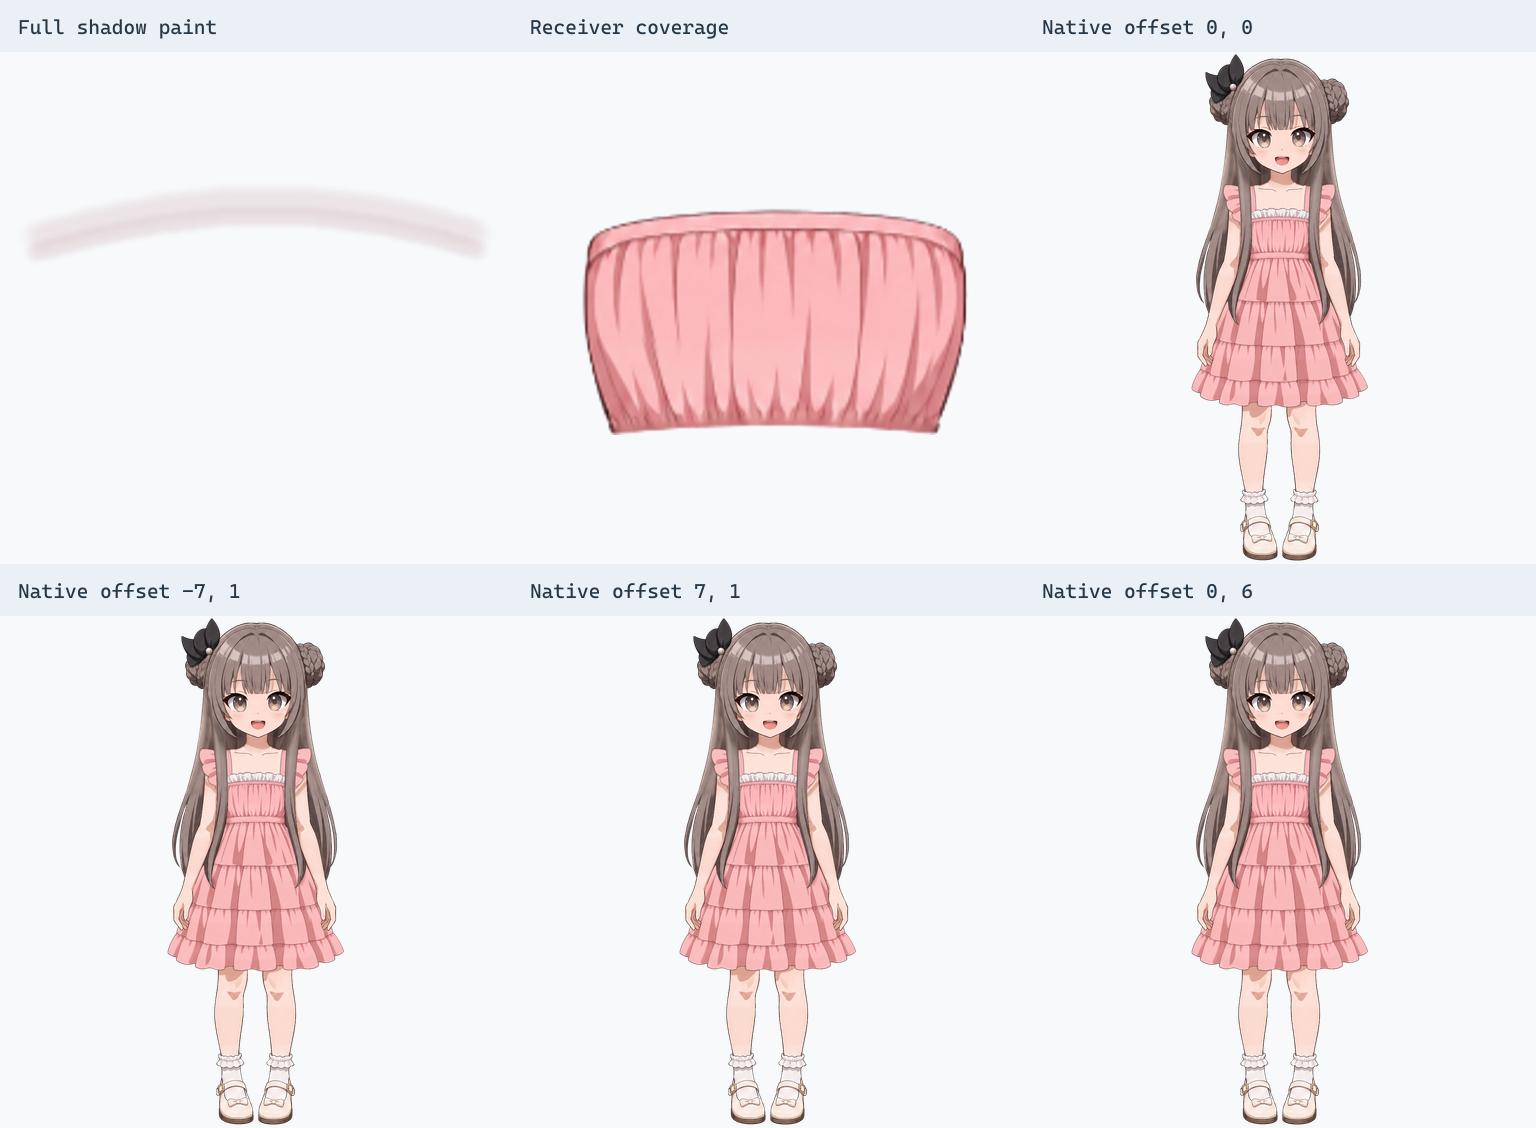 Full shadow paint
Receiver coverage
Native offset 0, 0
Native offset −7, 1
Native offset 7, 1
Native offset 0, 6